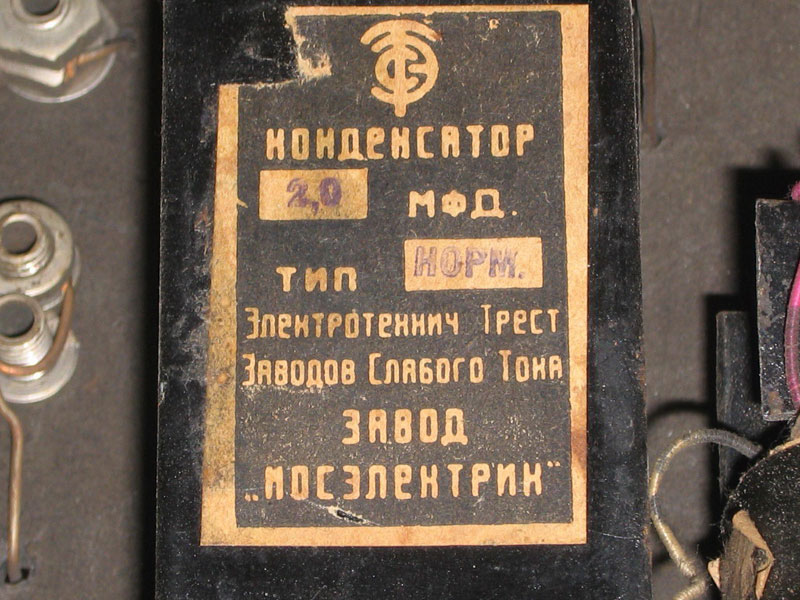 КОНДЕНСАТОР
2,0 МФД.
ТИП НОРМ.
Электротехнич Трест
Заводов Слабого Тока
ЗАВОД
„МОСЭЛЕКТРИК“